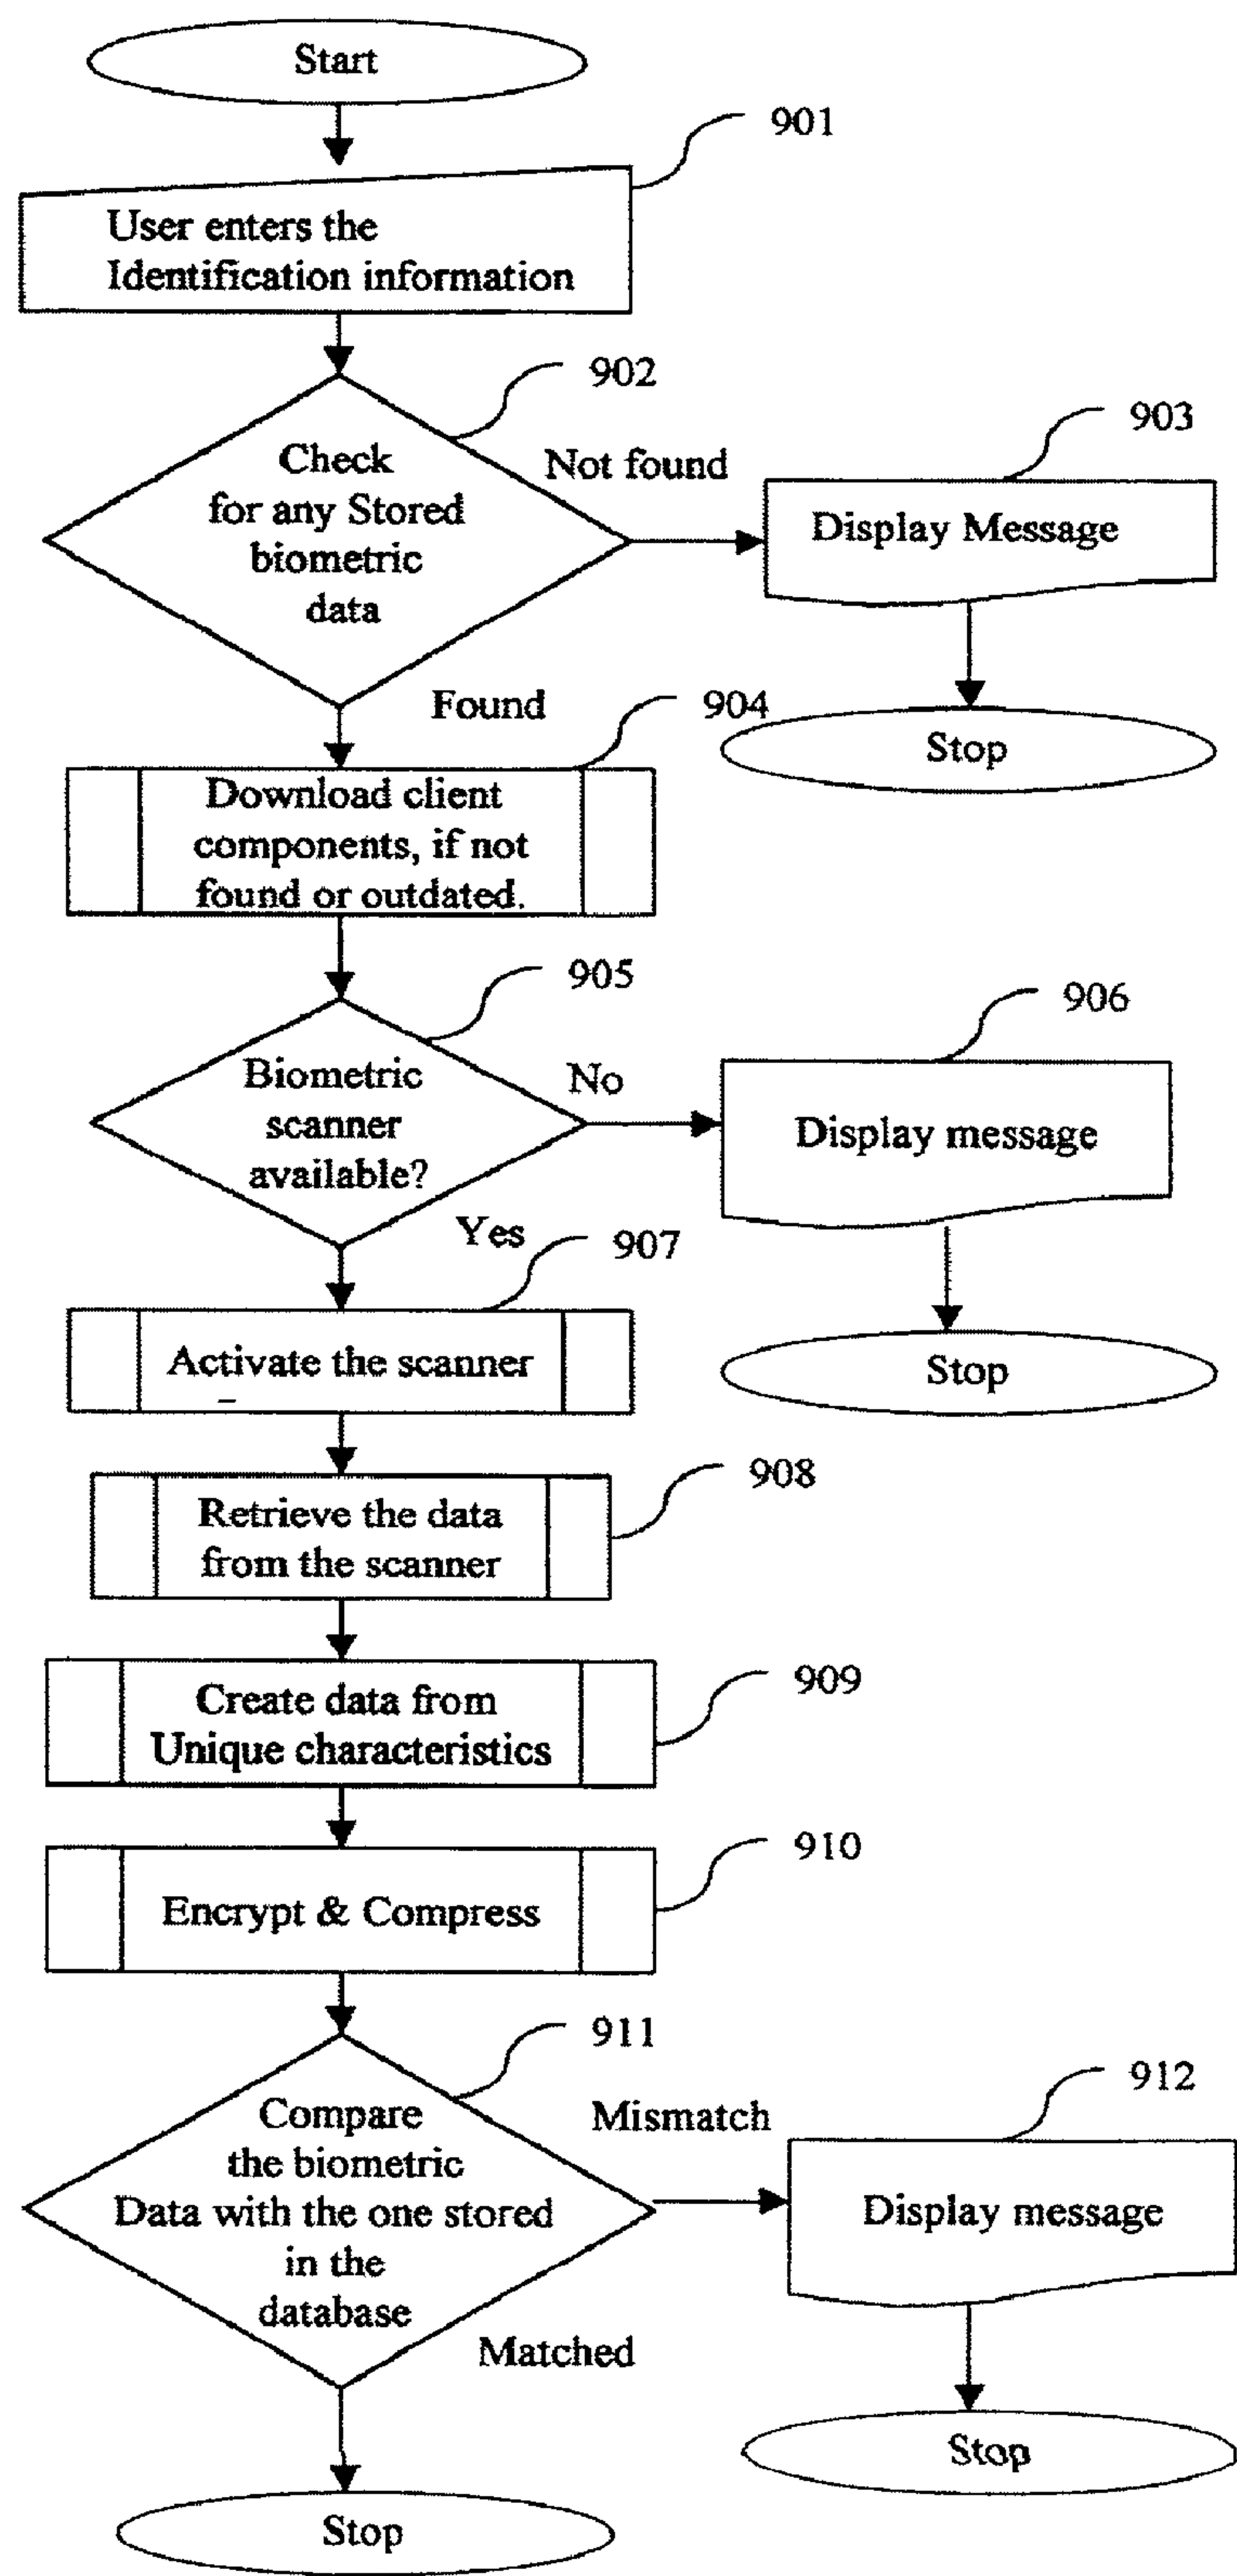 Start
901
User enters the
Identification information
902
Check
for any Stored
biometric
data
Not found
903
Display Message
Stop
Found
904
Download client
components, if not
found or outdated.
905
Biometric
scanner
available?
No
906
Display message
Stop
Yes
907
Activate the scanner
908
Retrieve the data
from the scanner
909
Create data from
Unique characteristics
910
Encrypt & Compress
911
Compare
the biometric
Data with the one stored
in the
database
Mismatch
912
Display message
Stop
Matched
Stop